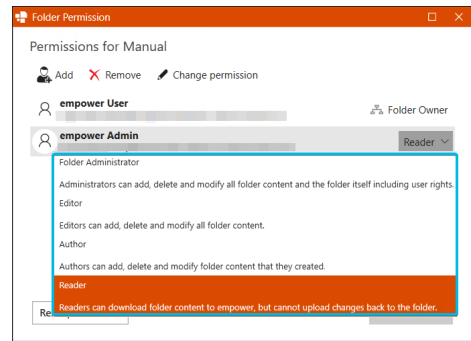 Folder Permission
Permissions for Manual
Add Remove Change permission
empower User
Folder Owner
empower Admin
Reader
Folder Administrator
Administrators can add, delete and modify all folder content and the folder itself including user rights.
Editor
Editors can add, delete and modify all folder content.
Author
Authors can add, delete and modify folder content that they created.
Reader
Readers can download folder content to empower, but cannot upload changes back to the folder.